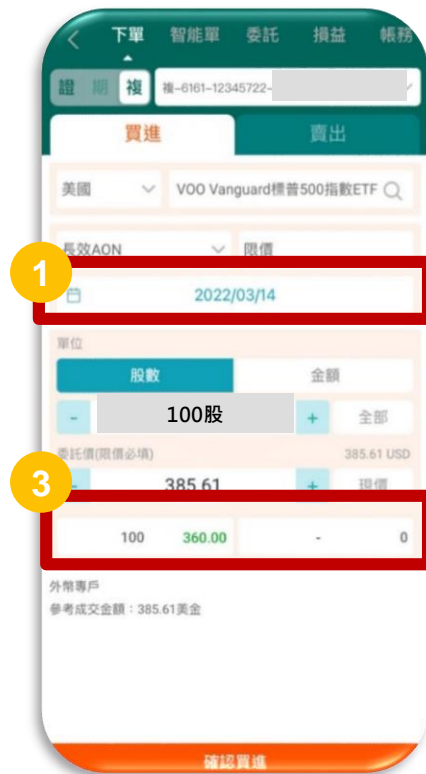 下單 智能單 委託 損益 帳務
證 期 複 複-6161-12345722-
買進 賣出
美國 VOO Vanguard標普500指數ETF
長效AON 限價
1
2022/03/14
單位
股數 金額
- 100股 + 全部
委託價(限價必填) 385.61 USD
3
- 385.61 + 現價
100 360.00 - 0
外幣專戶
參考成交金額：385.61美金
確認買進